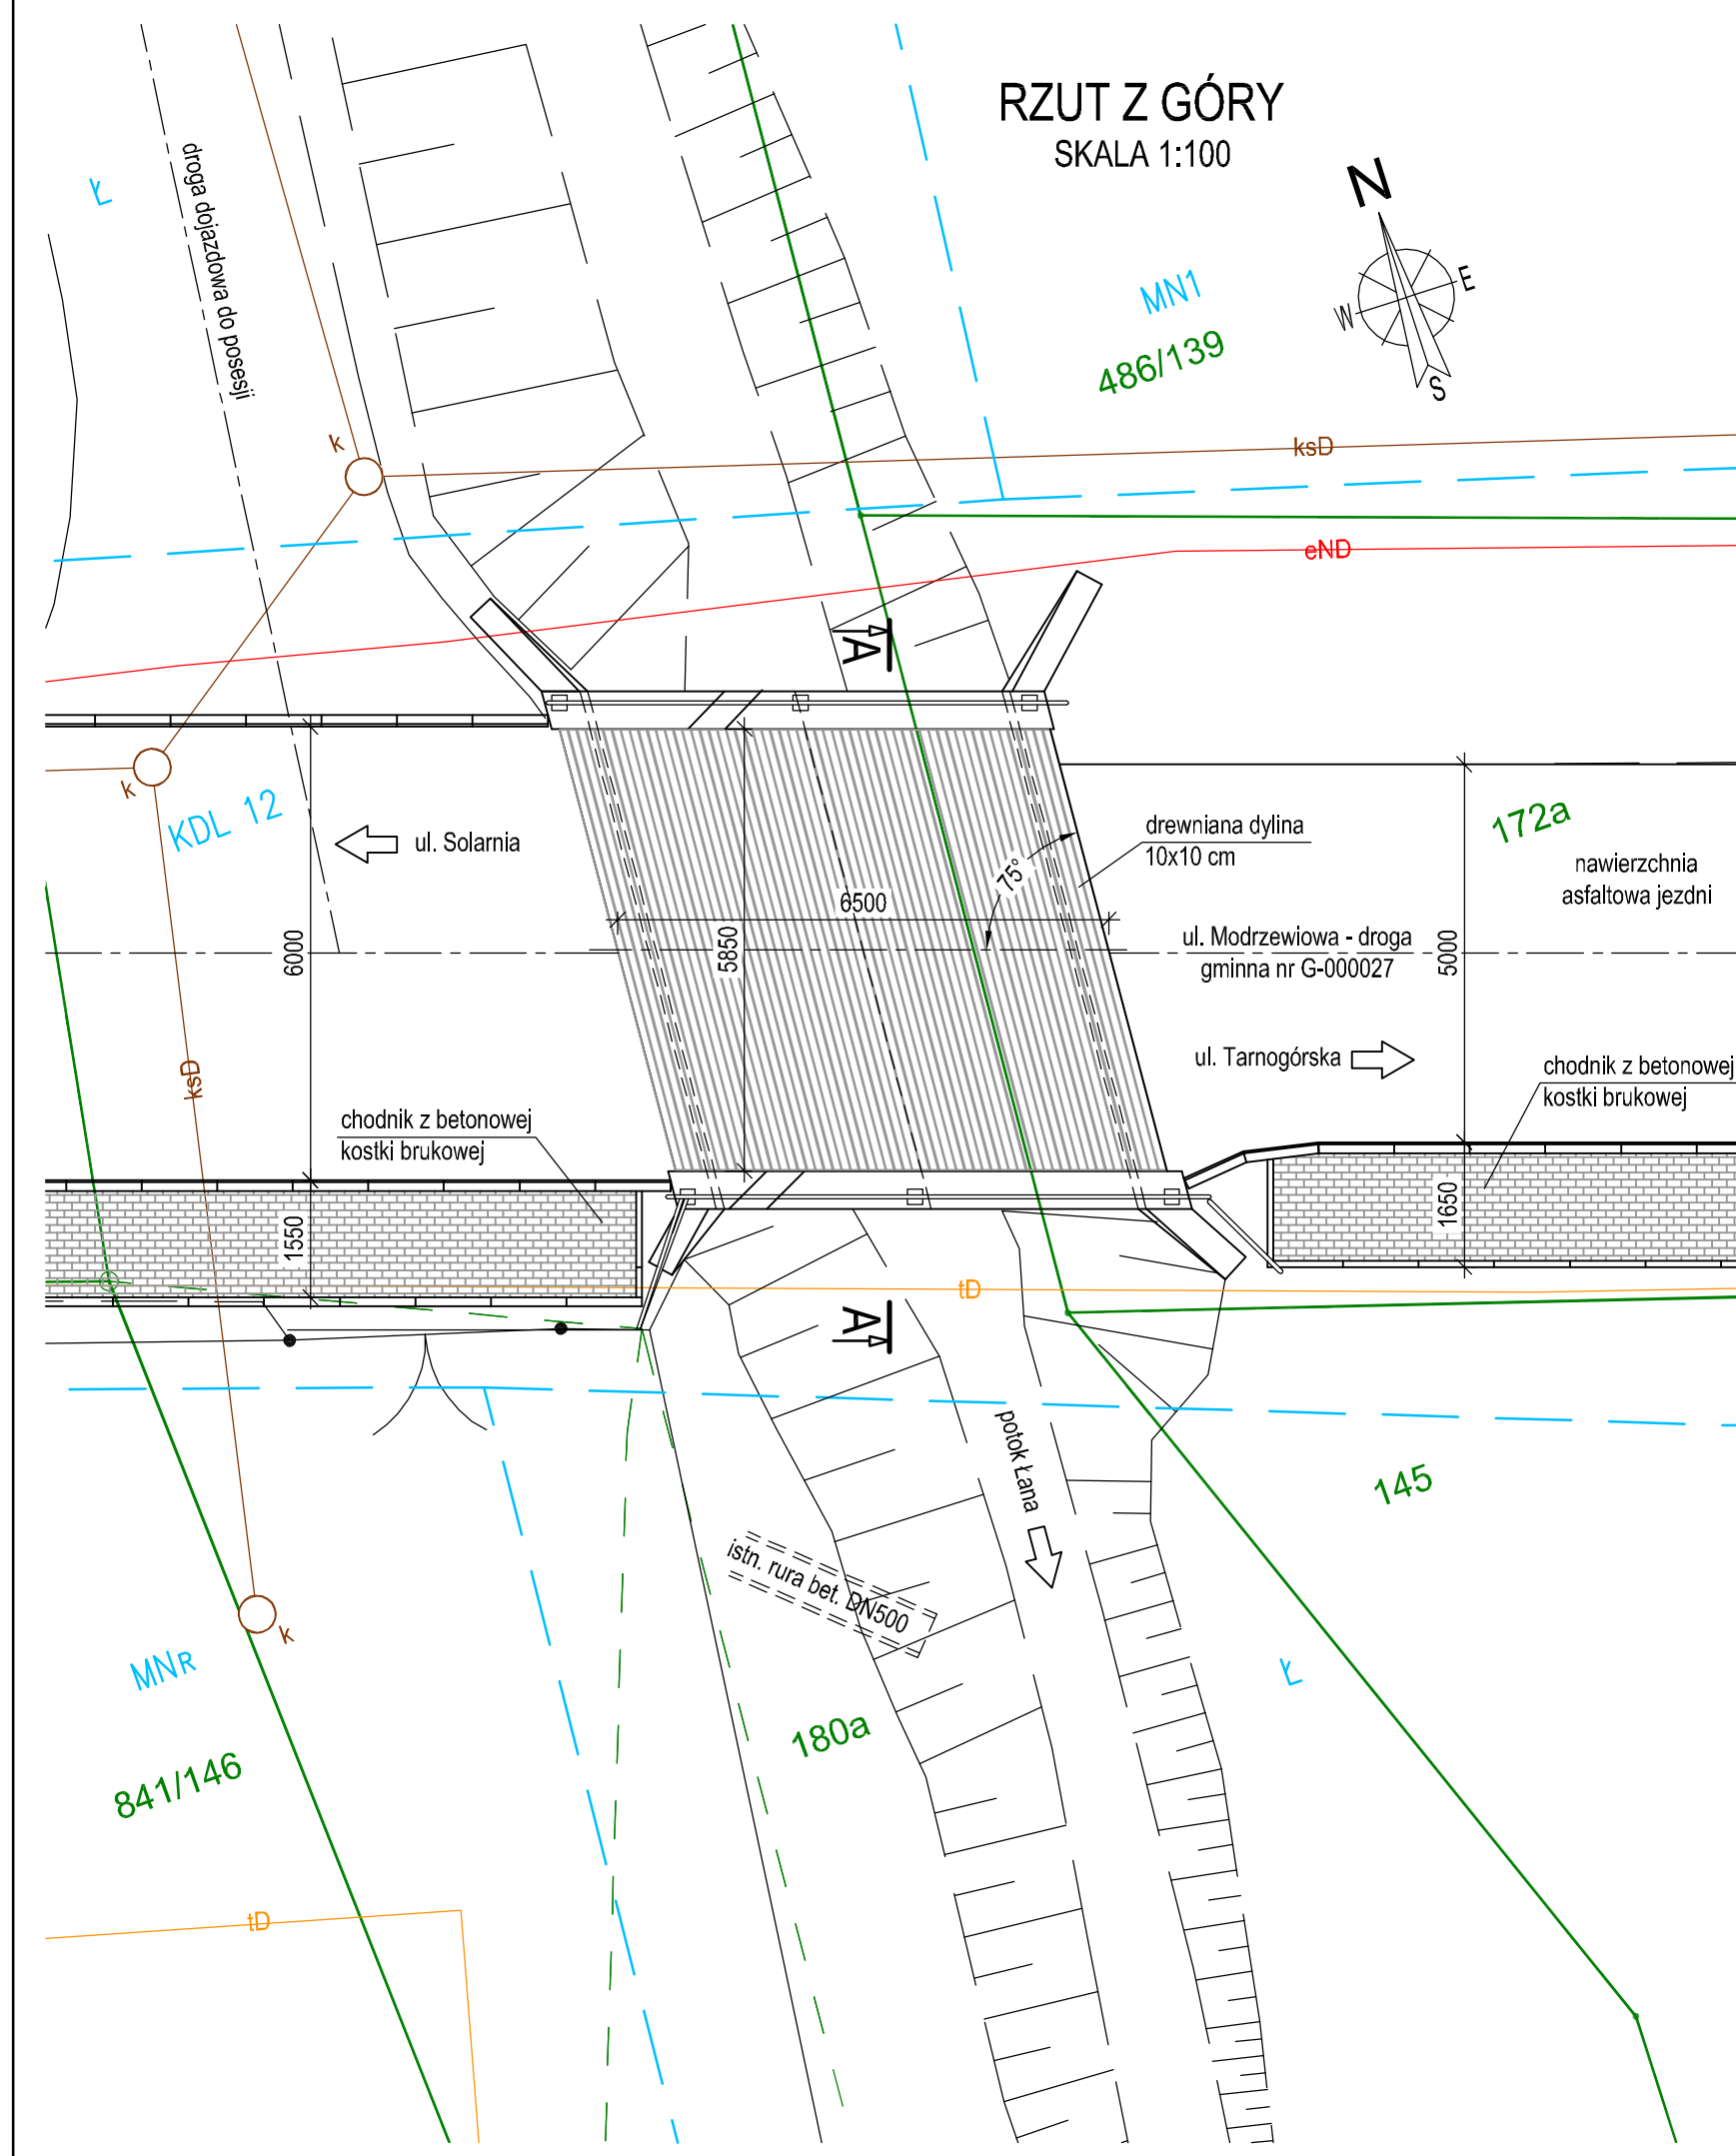 RZUT Z GÓRY
SKALA 1:100
N
E
W
S
droga dojazdowa do posesji
Ł
MN1
486/139
k
ksD
eND
A
k
KDL 12
ul. Solarnia
drewniana dylina
10x10 cm
172a
nawierzchnia
asfaltowa jezdni
75°
6500
5850
6000
5000
ul. Modrzewiowa - droga
gminna nr G-000027
ul. Tarnogórska
ksD
chodnik z betonowej
kostki brukowej
chodnik z betonowej
kostki brukowej
1550
1650
tD
A
potok Łana
145
istn. rura bet. DN500
k
MNR
Ł
180a
841/146
tD